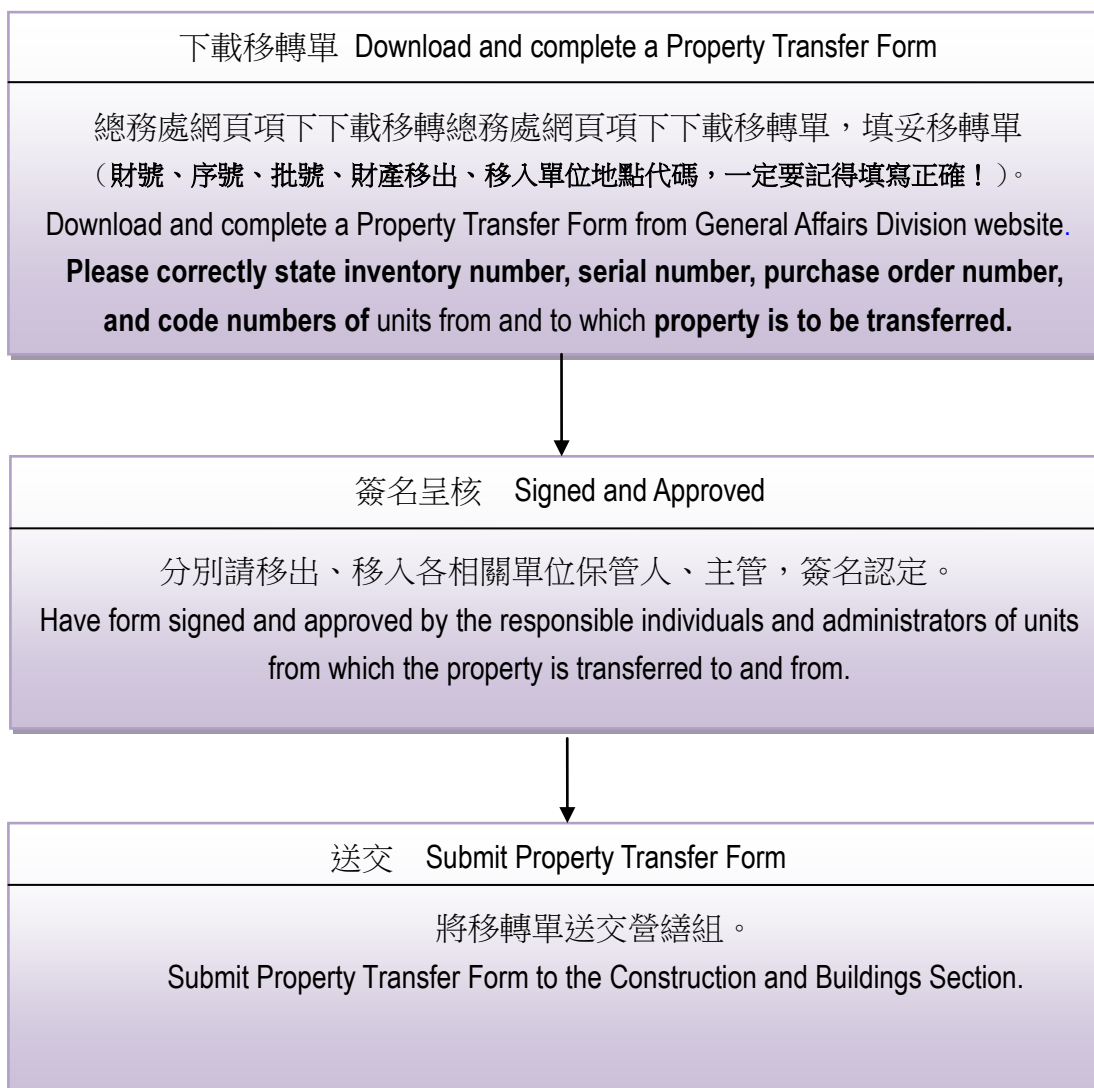 下載移轉單 Download and complete a Property Transfer Form
總務處網頁項下下載移轉總務處網頁項下下載移轉單，填妥移轉單
（財號、序號、批號、財產移出、移入單位地點代碼，一定要記得填寫正確！）。
Download and complete a Property Transfer Form from General Affairs Division website.
Please correctly state inventory number, serial number, purchase order number,
and code numbers of units from and to which property is to be transferred.
簽名呈核 Signed and Approved
分別請移出、移入各相關單位保管人、主管，簽名認定。
Have form signed and approved by the responsible individuals and administrators of units
from which the property is transferred to and from.
送交 Submit Property Transfer Form
將移轉單送交營繕組。
Submit Property Transfer Form to the Construction and Buildings Section.